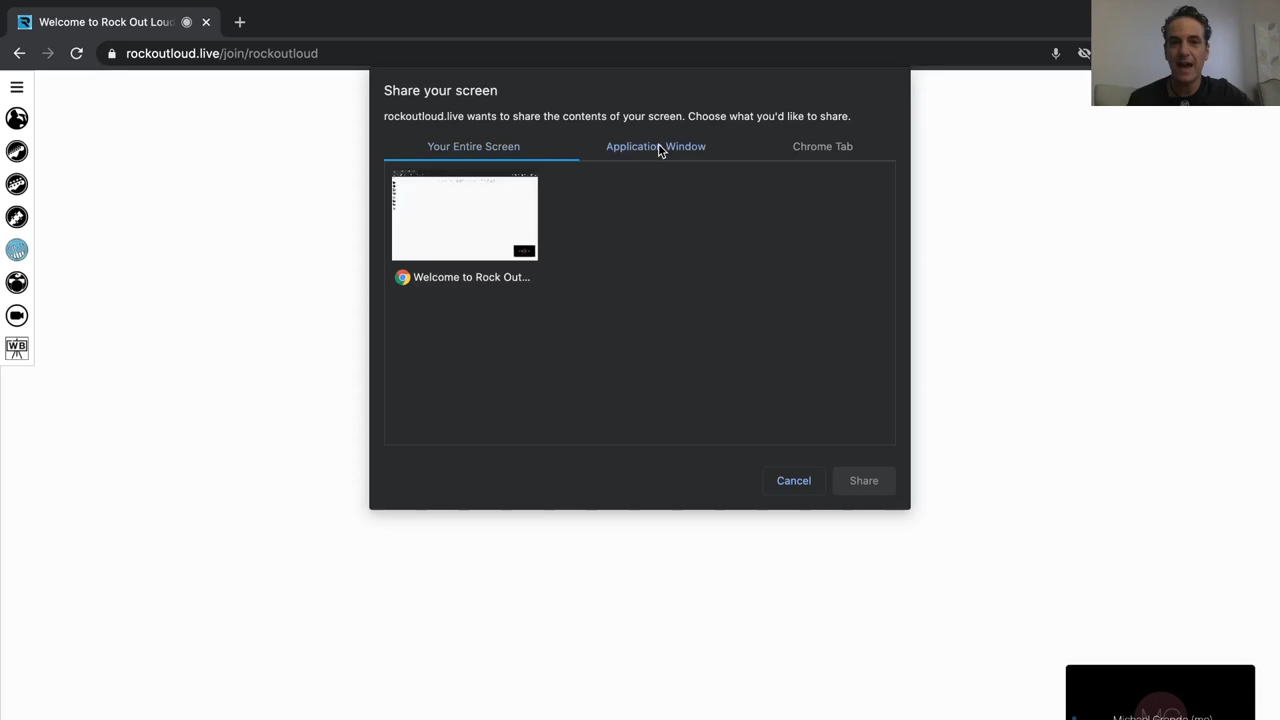 Welcome to Rock Out Loud
rockoutloud.live/join/rockoutloud
Share your screen
rockoutloud.live wants to share the contents of your screen. Choose what you'd like to share.
Your Entire Screen
Application Window
Chrome Tab
Welcome to Rock Out...
Cancel
Share
WB